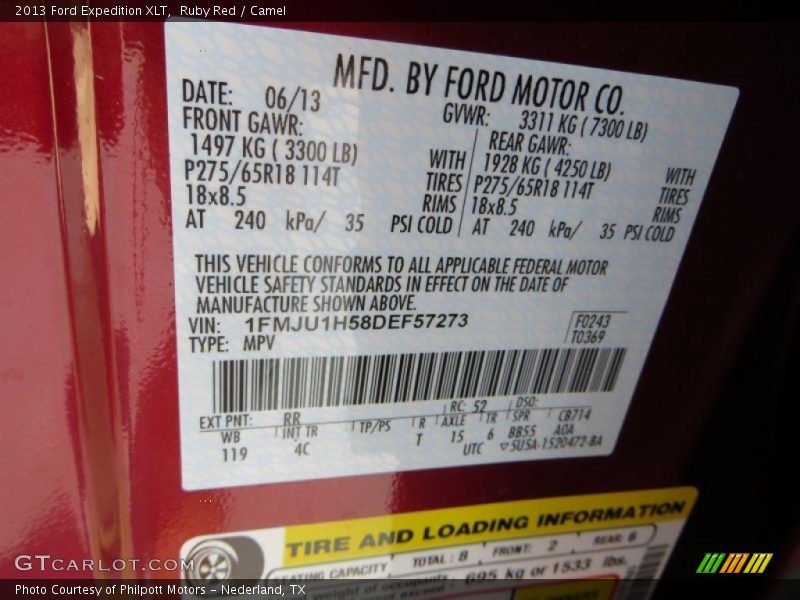 2013 Ford Expedition XLT, Ruby Red / Camel
MFD. BY FORD MOTOR CO.
DATE: 06/13
GVWR: 3311 KG ( 7300 LB)
FRONT GAWR:
1497 KG ( 3300 LB)
WITH
P275/65R18 114T
TIRES
18x8.5
RIMS
AT 240 kPa/ 35 PSI COLD
REAR GAWR:
1928 KG ( 4250 LB)
WITH
P275/65R18 114T
TIRES
18x8.5
RIMS
AT 240 kPa/ 35 PSI COLD
THIS VEHICLE CONFORMS TO ALL APPLICABLE FEDERAL MOTOR
VEHICLE SAFETY STANDARDS IN EFFECT ON THE DATE OF
MANUFACTURE SHOWN ABOVE.
VIN: 1FMJU1H58DEF57273
F0243
TYPE: MPV
T0369
EXT PNT: RR RC: 52 DSO:
WB INT TR TP/PS R AXLE TR SPR CB714
119 4C T 15 6 BB55 AOA
UTC ▽5U5A-1520472-BA
TIRE AND LOADING INFORMATION
SEATING CAPACITY TOTAL : 8 FRONT: 2 REAR: 6
weight of occupants 695 kg or 1533 lbs.
GTCARLOT.COM
Photo Courtesy of Philpott Motors - Nederland, TX